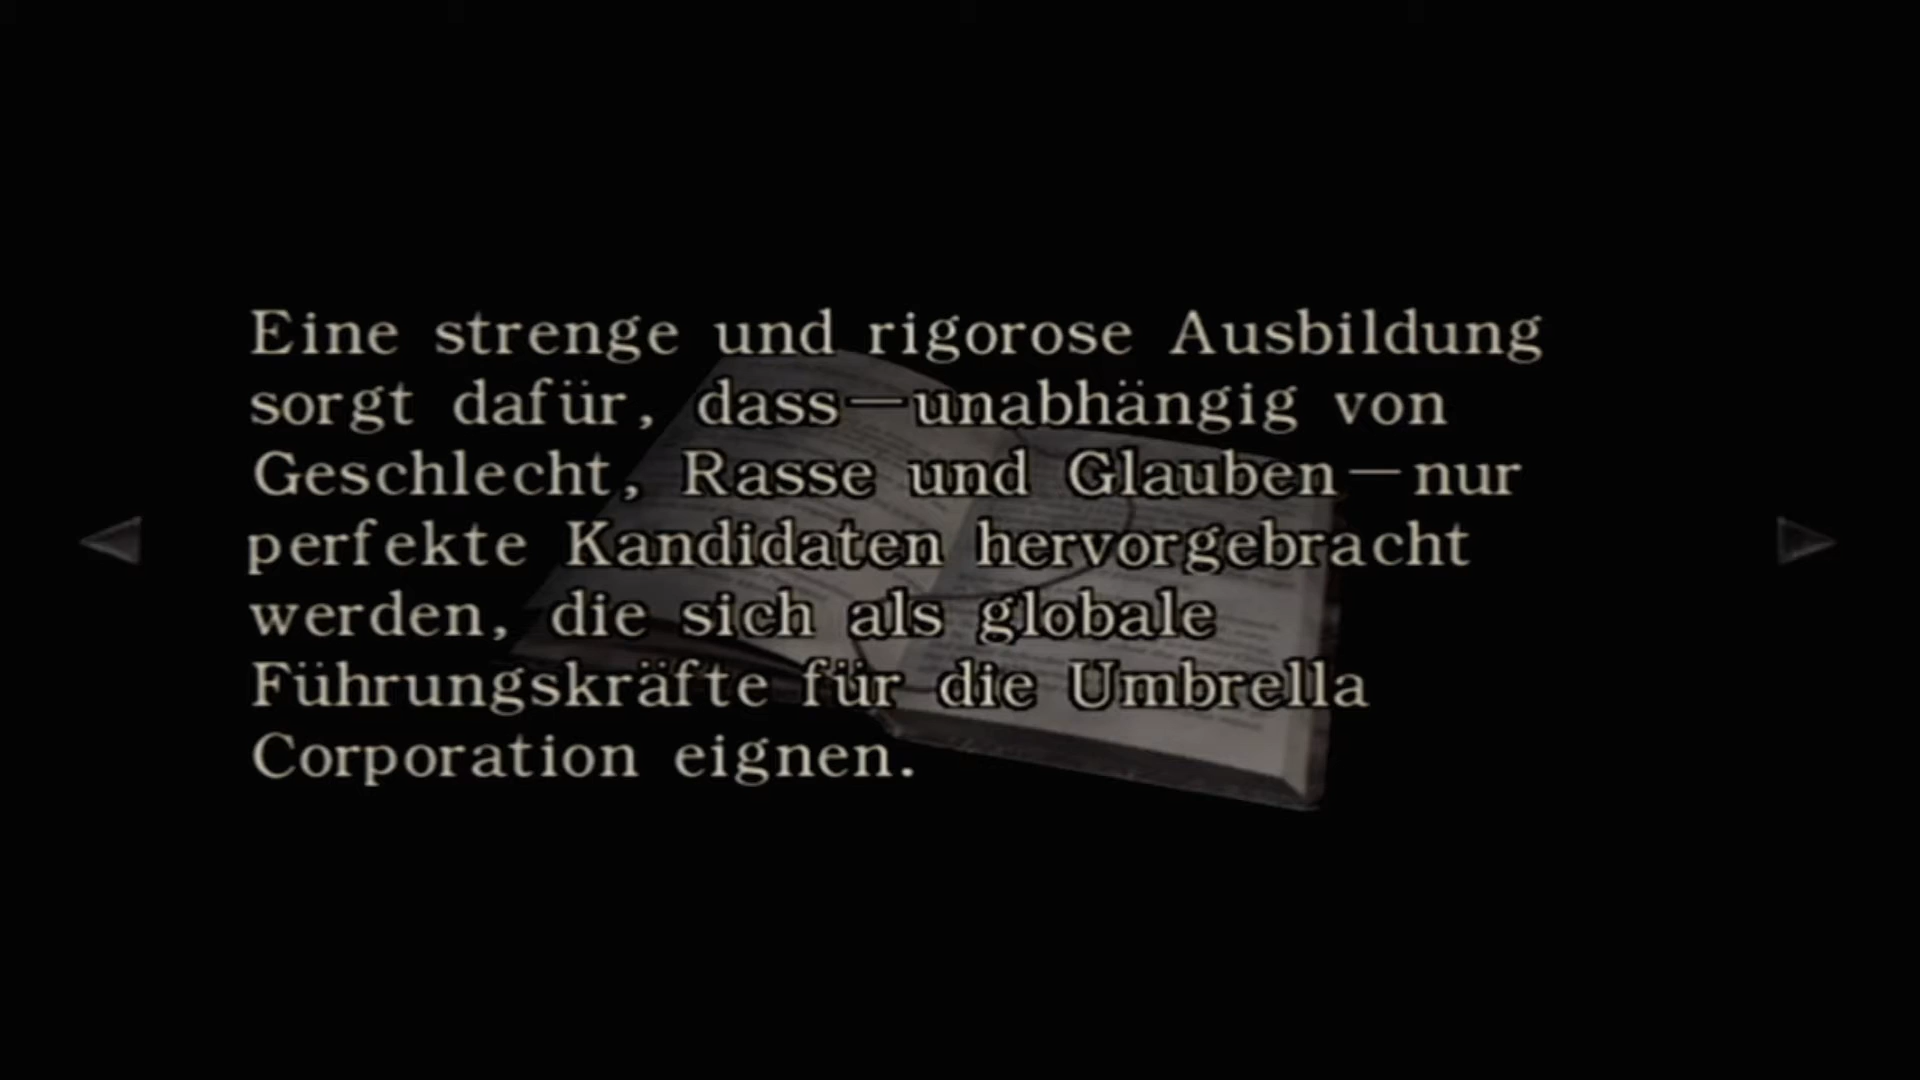 Eine strenge und rigorose Ausbildung
sorgt dafür, dass—unabhängig von
Geschlecht, Rasse und Glauben—nur
perfekte Kandidaten hervorgebracht
werden, die sich als globale
Führungskräfte für die Umbrella
Corporation eignen.